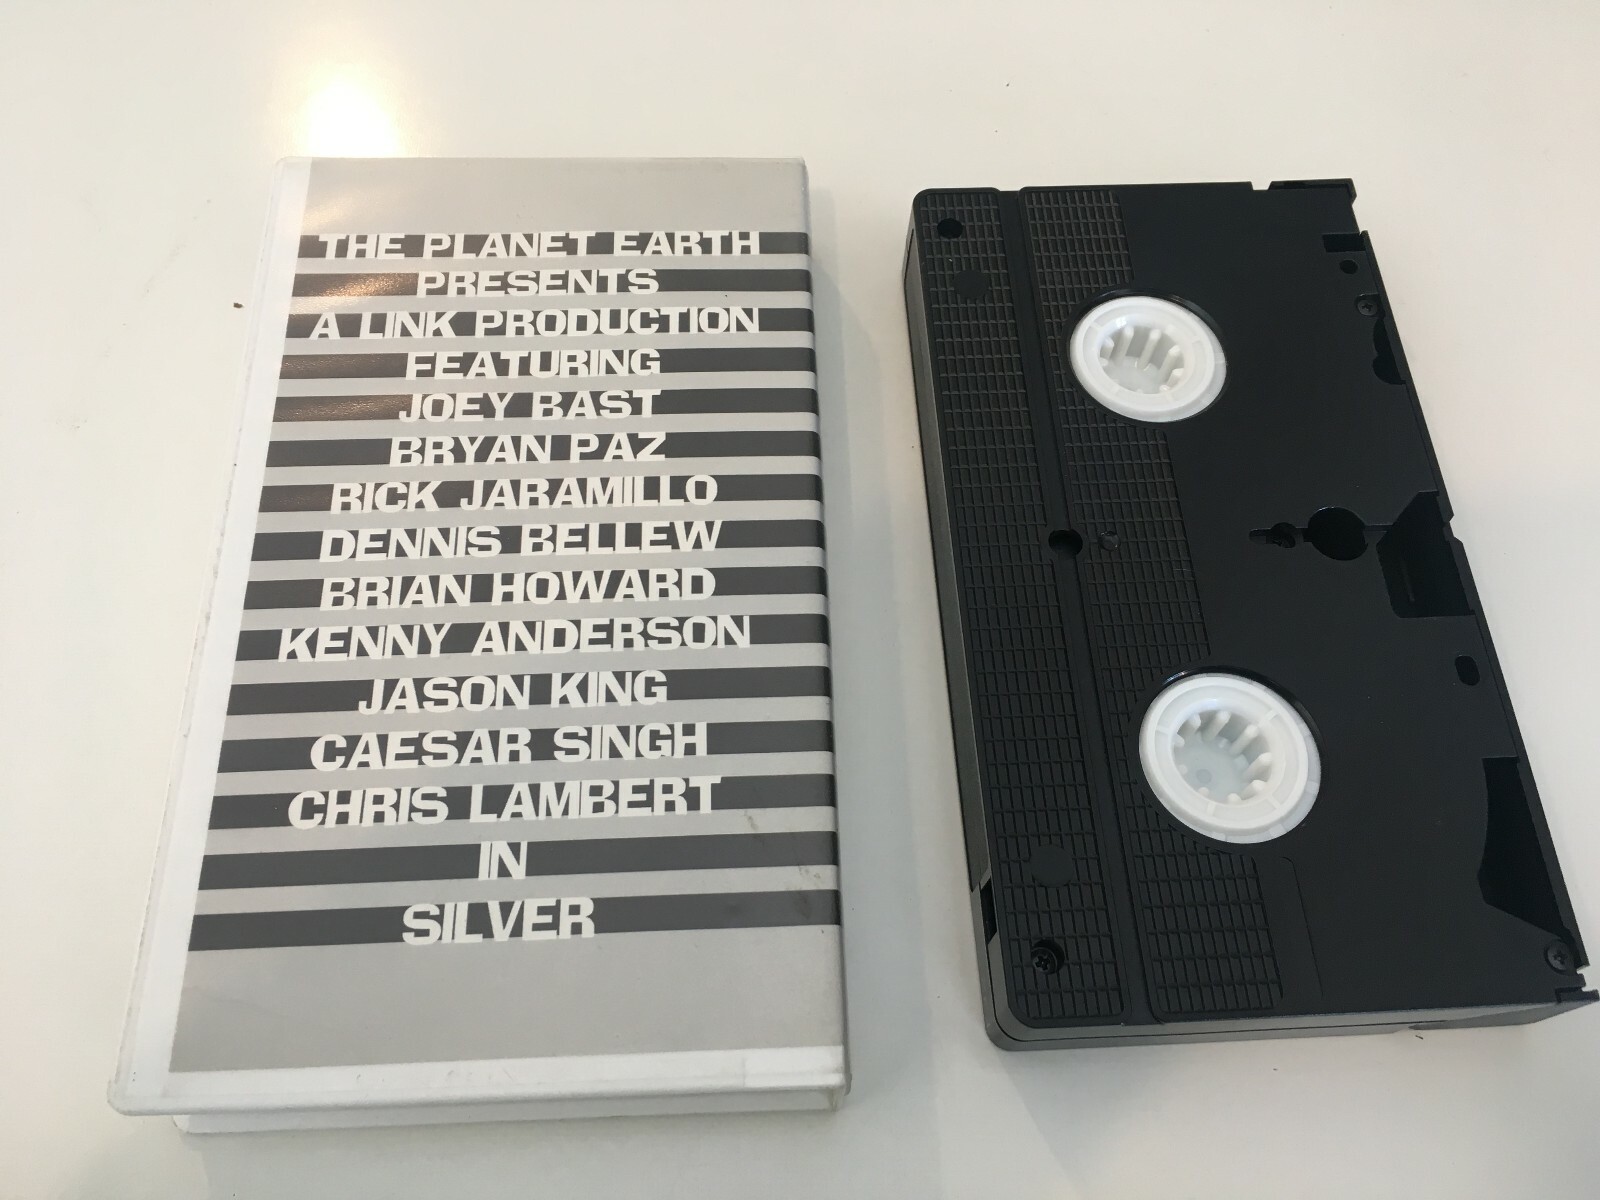 THE PLANET EARTH
PRESENTS
A LINK PRODUCTION
FEATURING
JOEY BAST
BRYAN PAZ
RICK JARAMILLO
DENNIS BELLEW
BRIAN HOWARD
KENNY ANDERSON
JASON KING
CAESAR SINGH
CHRIS LAMBERT
IN
SILVER